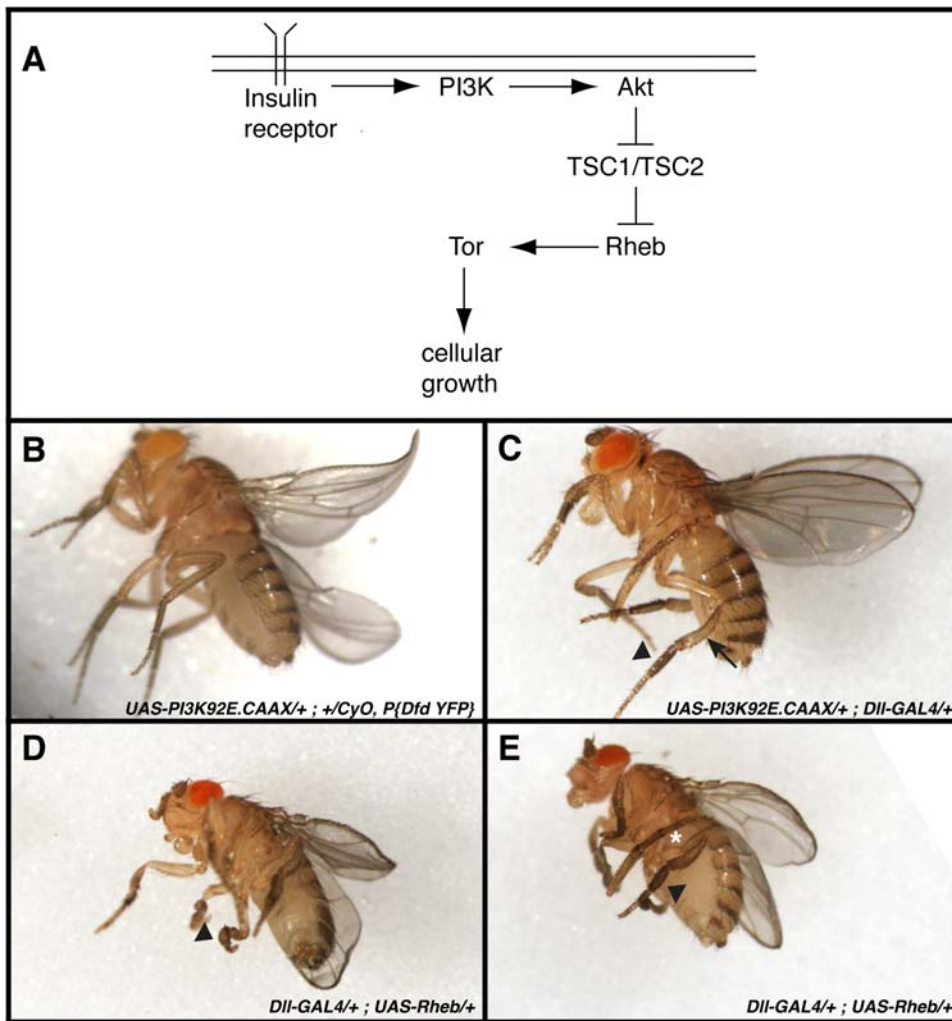 A
Insulin
receptor
PI3K
Akt
TSC1/TSC2
Tor
Rheb
cellular
growth
B
UAS-PI3K92E.CAAX/+ ; +/CyO, P{Dfd YFP}
C
UAS-PI3K92E.CAAX/+ ; Dll-GAL4/+
D
Dll-GAL4/+ ; UAS-Rheb/+
E
*
Dll-GAL4/+ ; UAS-Rheb/+